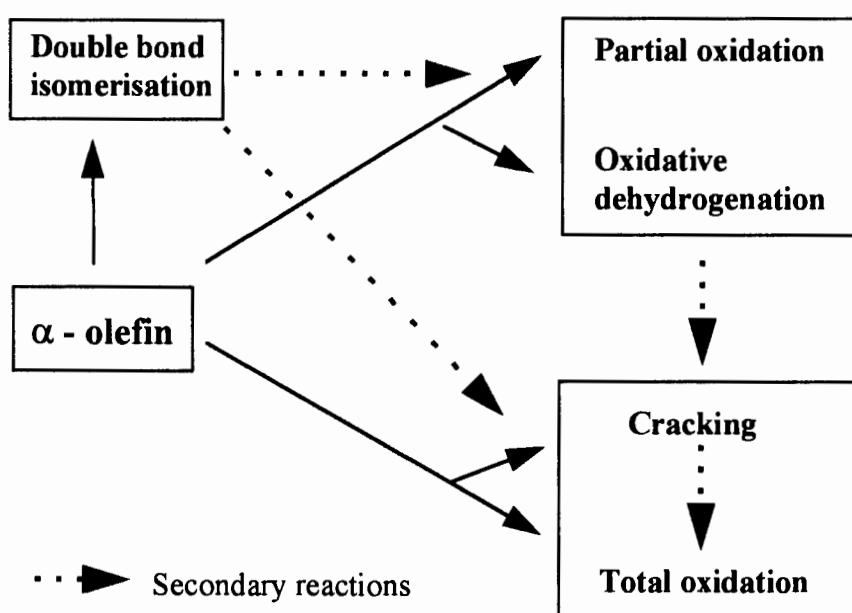 Double bond
isomerisation
Partial oxidation
Oxidative
dehydrogenation
α - olefin
Cracking
Total oxidation
Secondary reactions